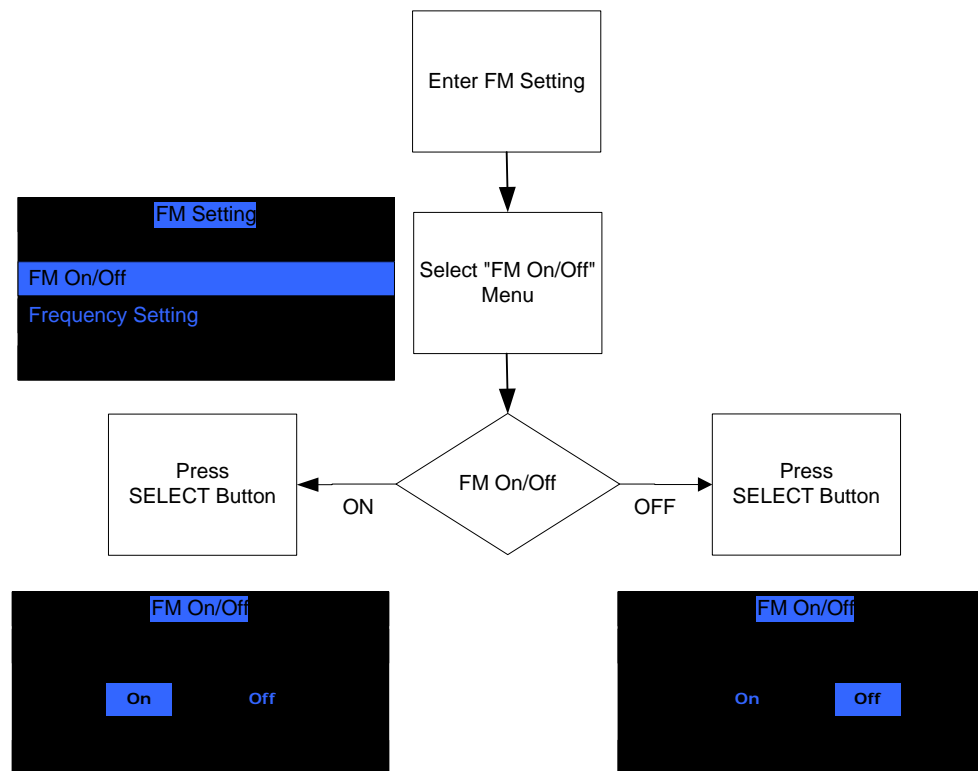 Enter FM Setting
FM Setting
FM On/Off
Frequency Setting
Select "FM On/Off"
Menu
Press
SELECT Button
ON
FM On/Off
OFF
Press
SELECT Button
FM On/Off
On Off
FM On/Off
On Off